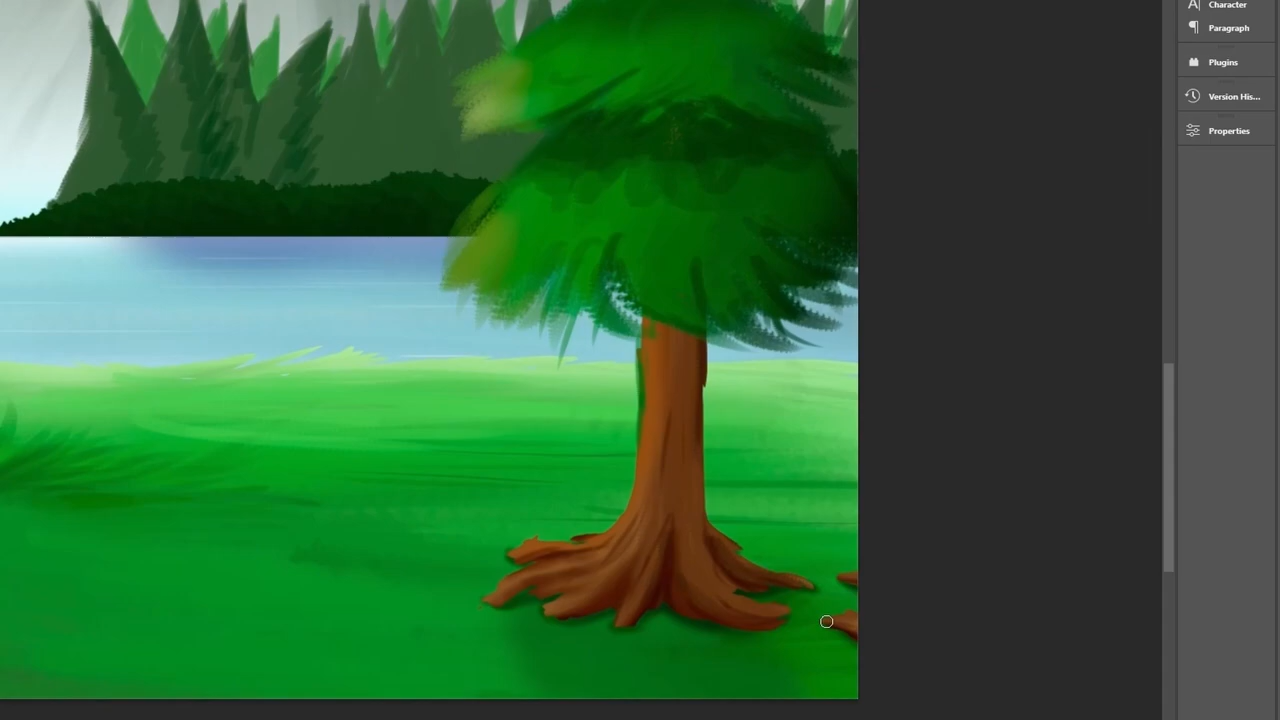 Character
Paragraph
Plugins
Version His...
Properties